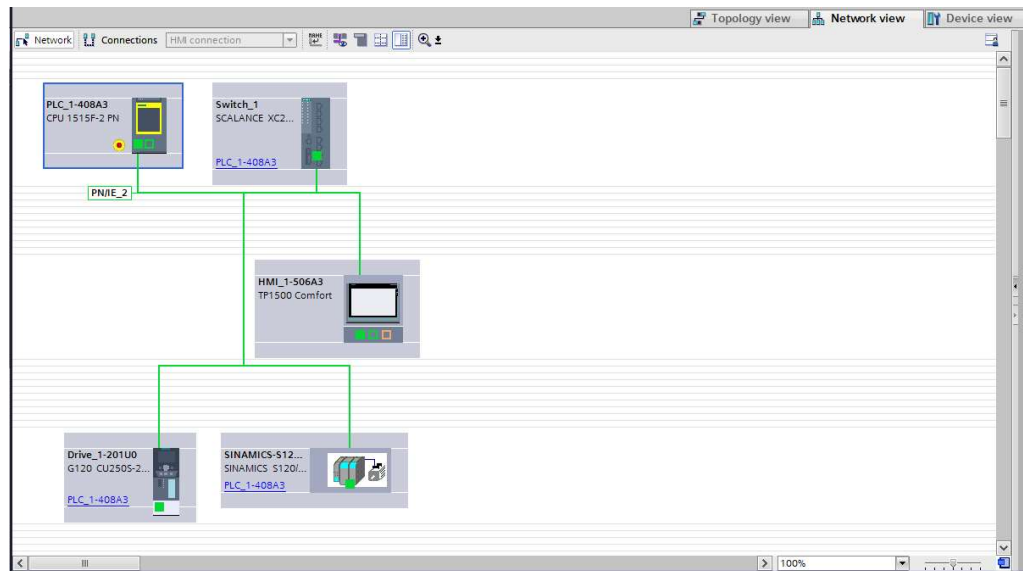 Topology view
Network view
Device view
Network
Connections
HMI connection
PLC_1-408A3
CPU 1515F-2 PN
Switch_1
SCALANCE XC2...
PLC_1-408A3
PN/IE_2
HMI_1-506A3
TP1500 Comfort
Drive_1-201U0
G120 CU250S-2...
PLC_1-408A3
SINAMICS-S12...
SINAMICS S120/...
PLC_1-408A3
100%